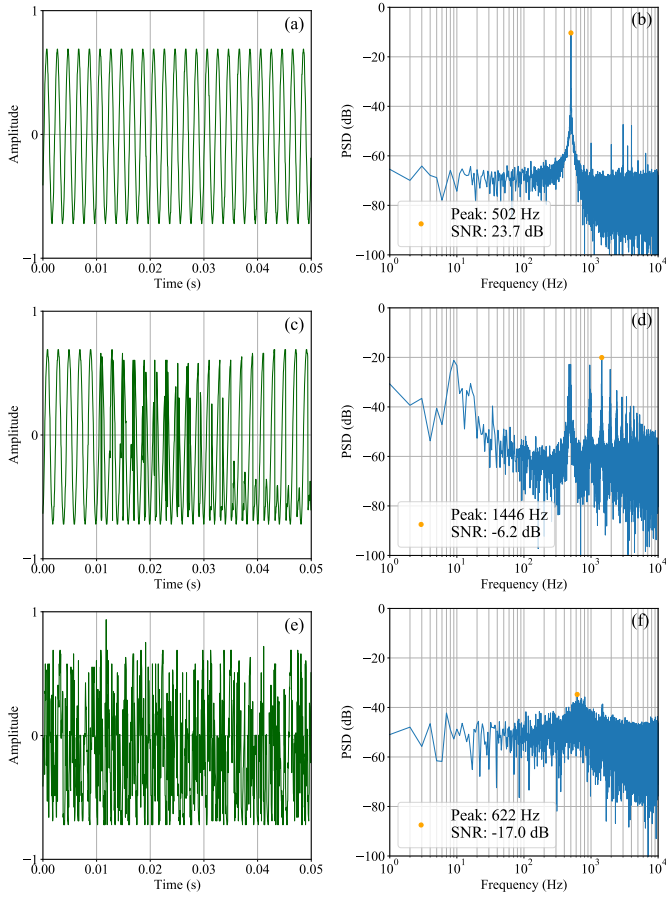 (a)
1
0
−1
Amplitude
0.00 0.01 0.02 0.03 0.04 0.05
Time (s)
(b)
0
−20
−40
−60
−80
−100
PSD (dB)
Peak: 502 Hz
SNR: 23.7 dB
10^0 10^1 10^2 10^3 10^4
Frequency (Hz)
(c)
1
0
−1
Amplitude
0.00 0.01 0.02 0.03 0.04 0.05
Time (s)
(d)
0
−20
−40
−60
−80
−100
PSD (dB)
Peak: 1446 Hz
SNR: -6.2 dB
10^0 10^1 10^2 10^3 10^4
Frequency (Hz)
(e)
1
0
−1
Amplitude
0.00 0.01 0.02 0.03 0.04 0.05
Time (s)
(f)
0
−20
−40
−60
−80
−100
PSD (dB)
Peak: 622 Hz
SNR: -17.0 dB
10^0 10^1 10^2 10^3 10^4
Frequency (Hz)